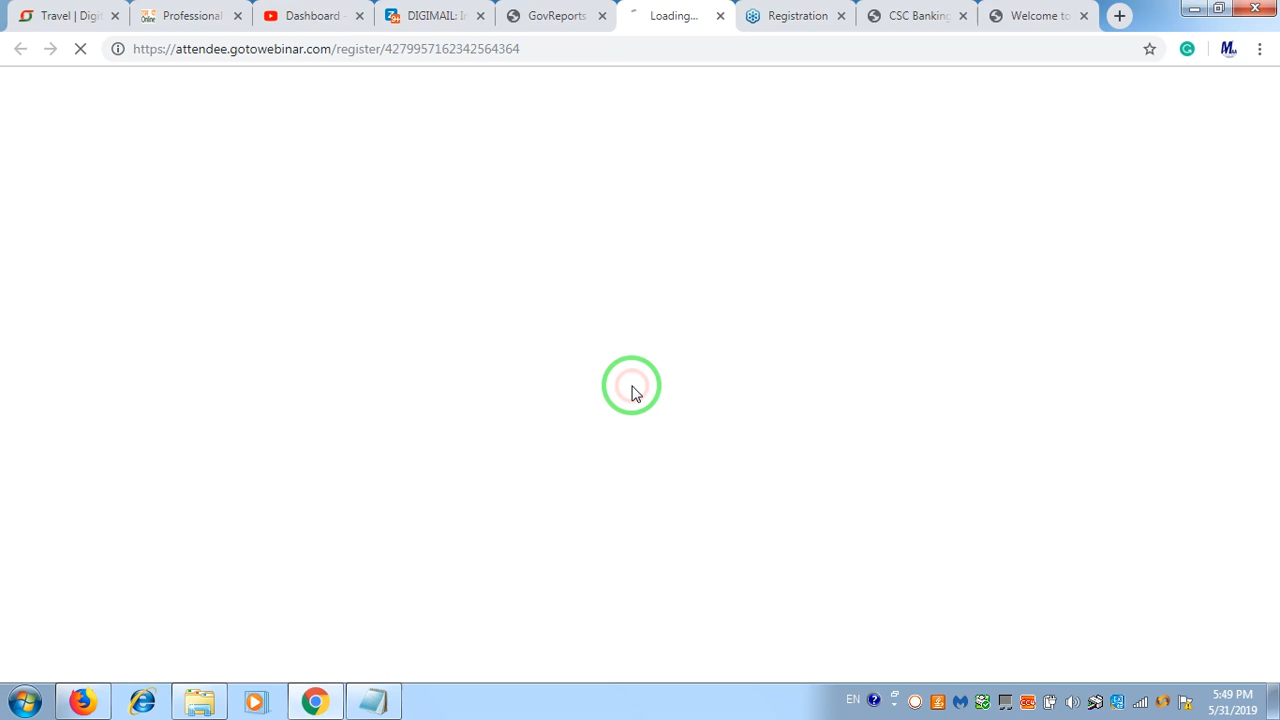 Travel | Digit
Professional
Dashboard -
DIGIMAIL: In
GovReports
Loading...
Registration
CSC Banking
Welcome to
https://attendee.gotowebinar.com/register/4279957162342564364
EN
5:49 PM
5/31/2019